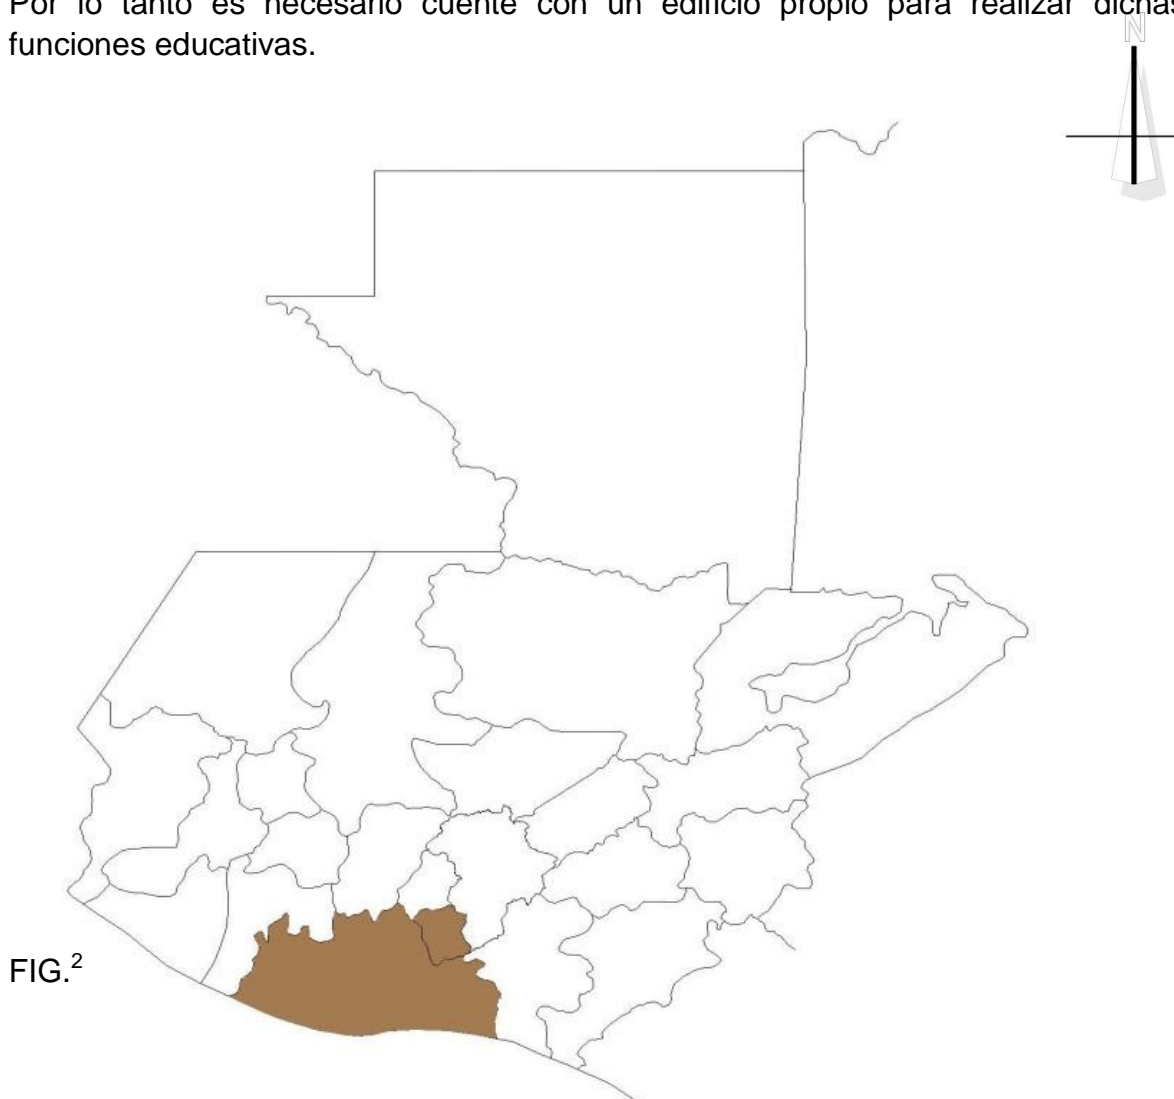 Por lo tanto es necesario cuente con un edificio propio para realizar dichas
funciones educativas.
N
FIG.²